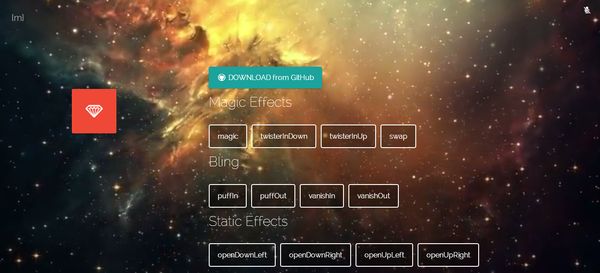 [m]
DOWNLOAD from GitHub
Magic Effects
magic twisterInDown twisterInUp swap
Bling
puffIn puffOut vanishIn vanishOut
Static Effects
openDownLeft openDownRight openUpLeft openUpRight